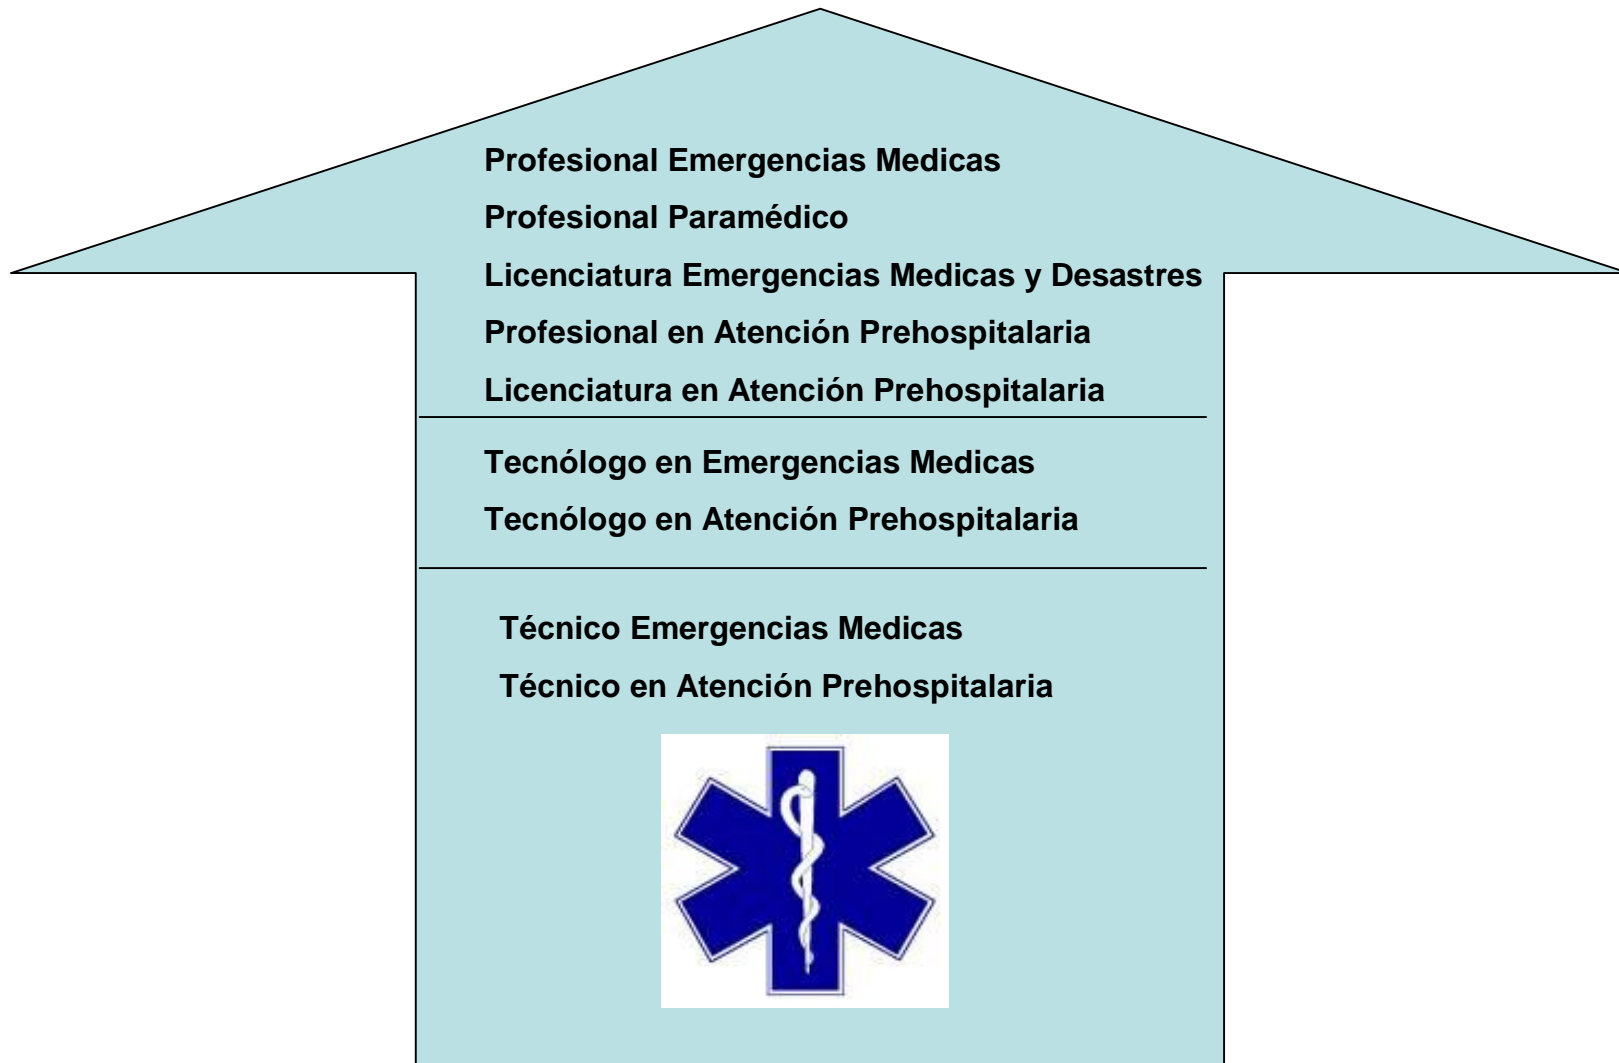 Profesional Emergencias Medicas
Profesional Paramédico
Licenciatura Emergencias Medicas y Desastres
Profesional en Atención Prehospitalaria
Licenciatura en Atención Prehospitalaria
Tecnólogo en Emergencias Medicas
Tecnólogo en Atención Prehospitalaria
Técnico Emergencias Medicas
Técnico en Atención Prehospitalaria